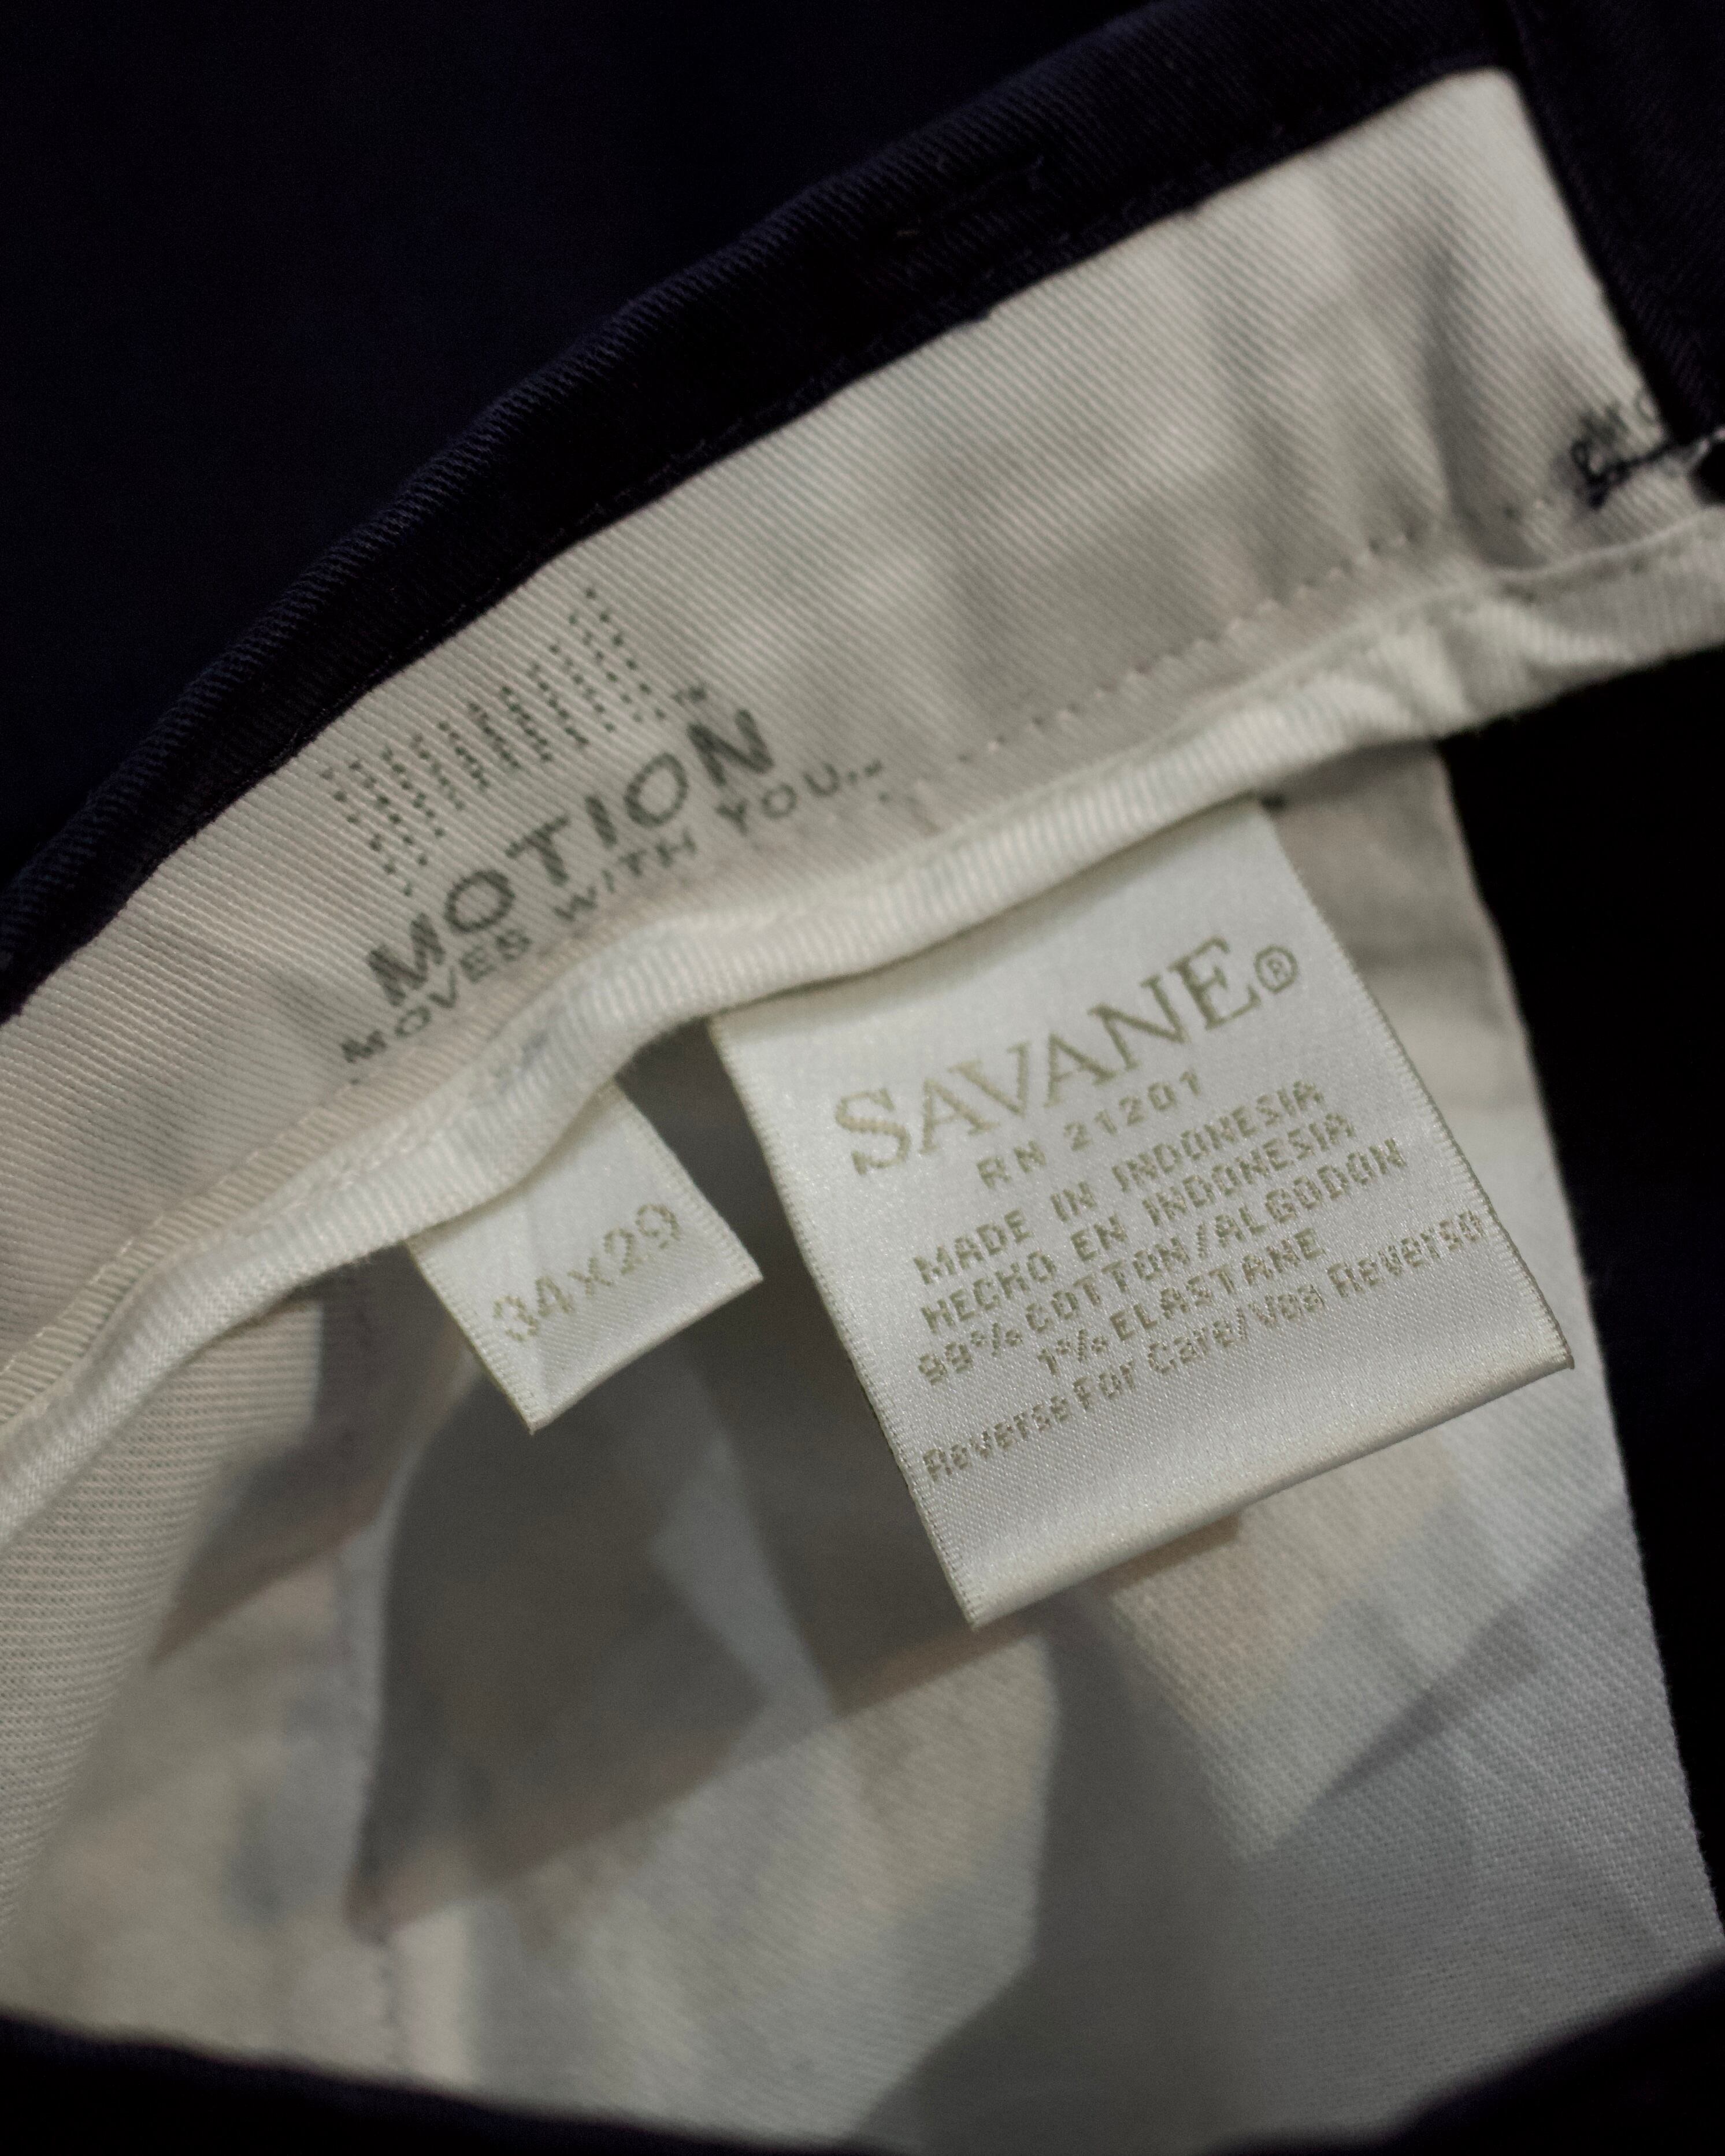 MOTION™
MOVES WITH YOU...
SAVANE®
RN 21201
MADE IN INDONESIA
HECHO EN INDONESIA
99% COTTON/ALGODON
1% ELASTANE
Reverse For Care/Vea Reverso
34x29